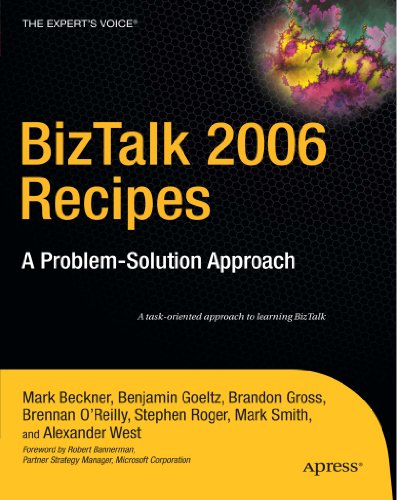 THE EXPERT'S VOICE®
BizTalk 2006
Recipes
A Problem-Solution Approach
A task-oriented approach to learning BizTalk
Mark Beckner, Benjamin Goeltz, Brandon Gross,
Brennan O'Reilly, Stephen Roger, Mark Smith,
and Alexander West
Foreword by Robert Bannerman,
Partner Strategy Manager, Microsoft Corporation
Apress®